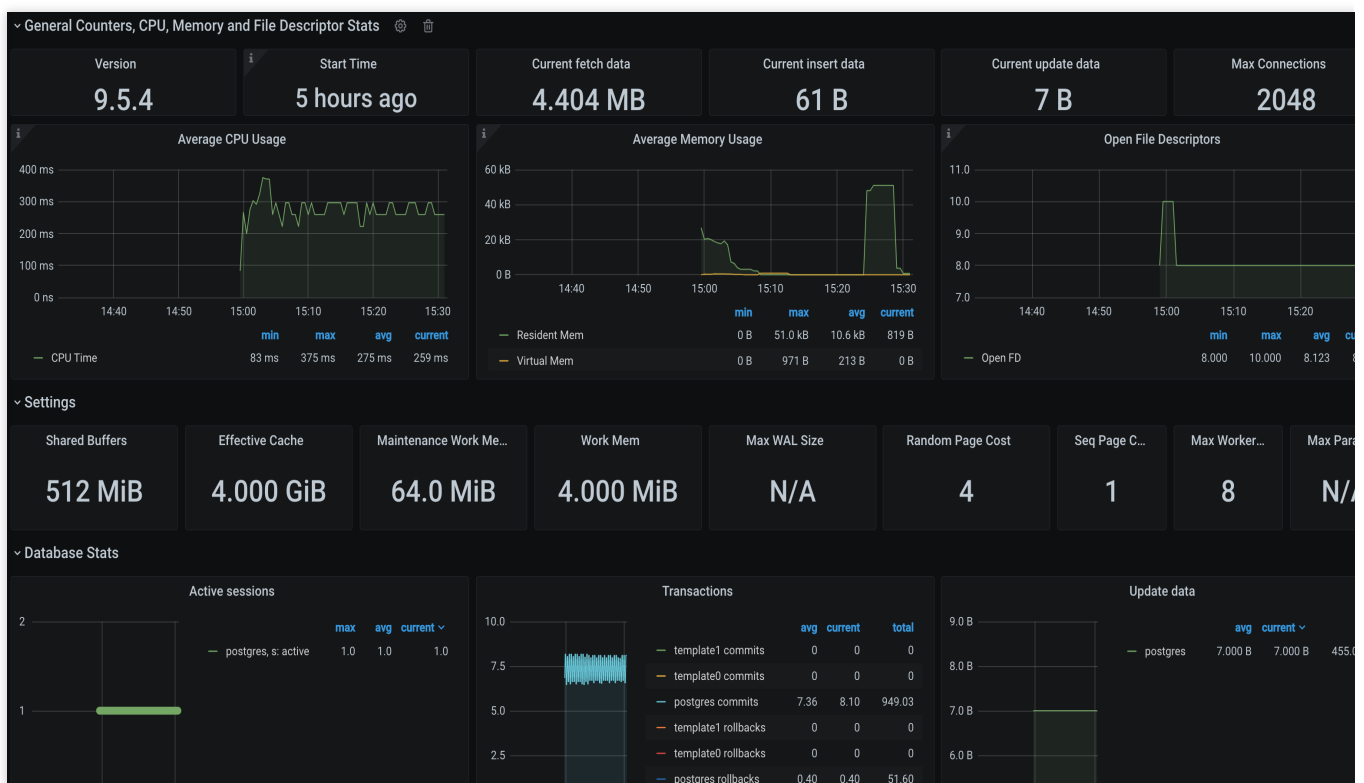 General Counters, CPU, Memory and File Descriptor Stats
Version
9.5.4
i
Start Time
5 hours ago
Current fetch data
4.404 MB
Current insert data
61 B
Current update data
7 B
Max Connections
2048
i
Average CPU Usage
400 ms
300 ms
200 ms
100 ms
0 ns
14:40 14:50 15:00 15:10 15:20 15:30
min max avg current
CPU Time 83 ms 375 ms 275 ms 259 ms
i
Average Memory Usage
60 kB
40 kB
20 kB
0 B
14:40 14:50 15:00 15:10 15:20 15:30
min max avg current
Resident Mem 0 B 51.0 kB 10.6 kB 819 B
Virtual Mem 0 B 971 B 213 B 0 B
i
Open File Descriptors
11.0
10.0
9.0
8.0
7.0
14:40 14:50 15:00 15:10 15:20
min max avg cu
Open FD 8.000 10.000 8.123
Settings
Shared Buffers
512 MiB
Effective Cache
4.000 GiB
Maintenance Work Me...
64.0 MiB
Work Mem
4.000 MiB
Max WAL Size
N/A
Random Page Cost
4
Seq Page C...
1
Max Worker...
8
Max Para
N/
Database Stats
Active sessions
2
1
max avg current
postgres, s: active 1.0 1.0 1.0
Transactions
10.0
7.5
5.0
2.5
avg current total
template1 commits 0 0 0
template0 commits 0 0 0
postgres commits 7.36 8.10 949.03
template1 rollbacks 0 0 0
template0 rollbacks 0 0 0
postgres rollbacks 0.40 0.40 51.60
Update data
9.0 B
8.0 B
7.0 B
6.0 B
avg current
postgres 7.000 B 7.000 B 455.0